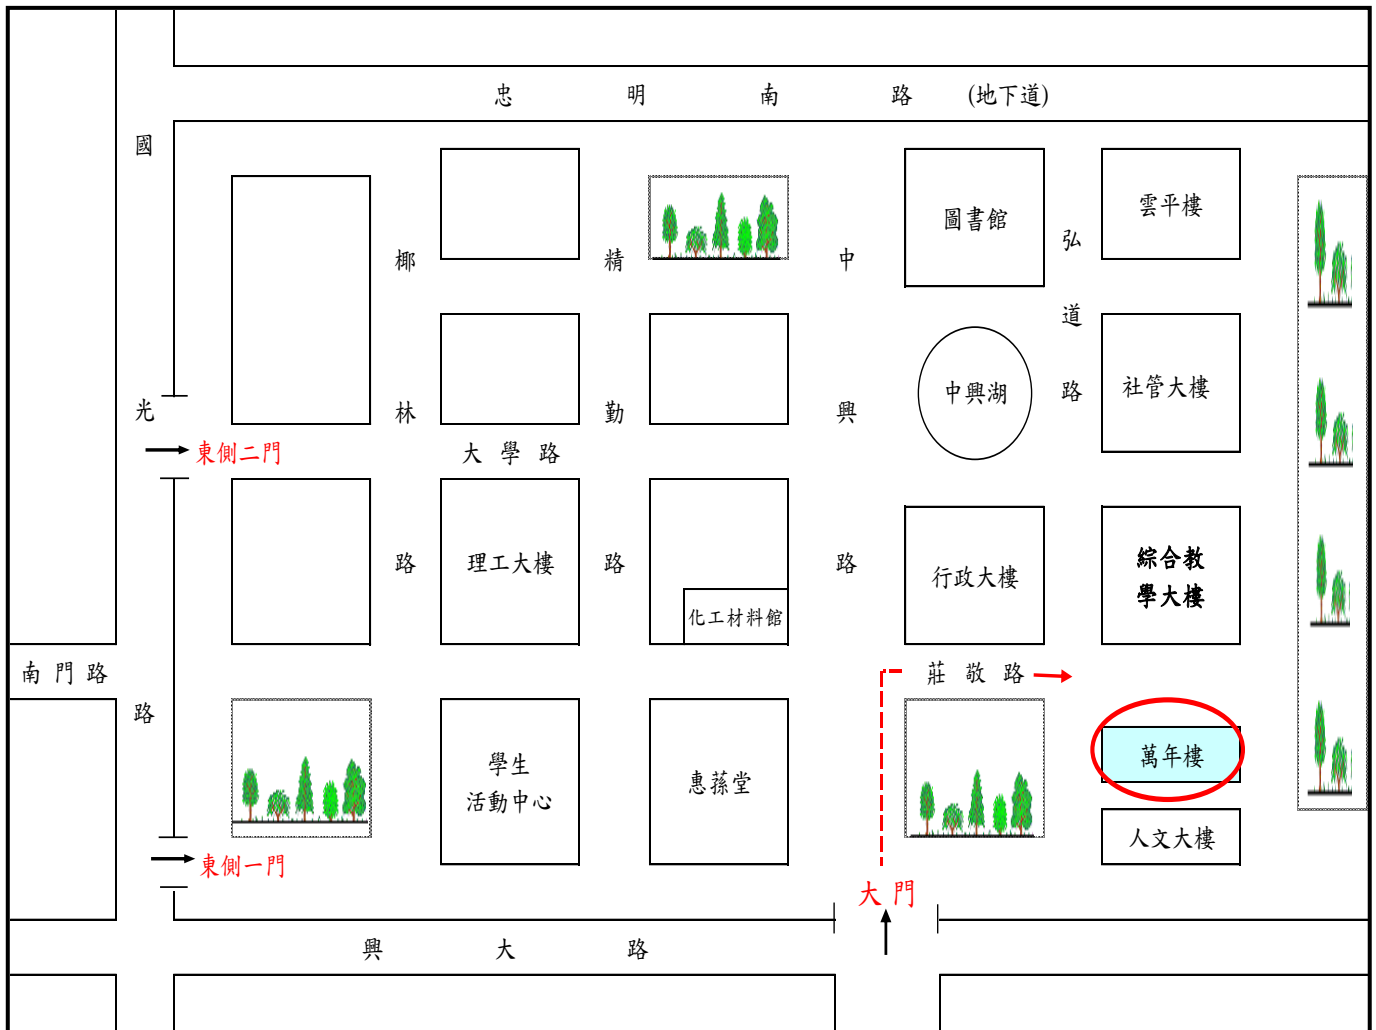 忠明南路 (地下道)
國光路
椰林路
精勤路
中興路
弘道路
圖書館
雲平樓
中興湖
社管大樓
東側二門
大學路
理工大樓
化工材料館
行政大樓
綜合教
學大樓
南門路
莊敬路
學生
活動中心
惠蓀堂
萬年樓
人文大樓
東側一門
大門
興大路